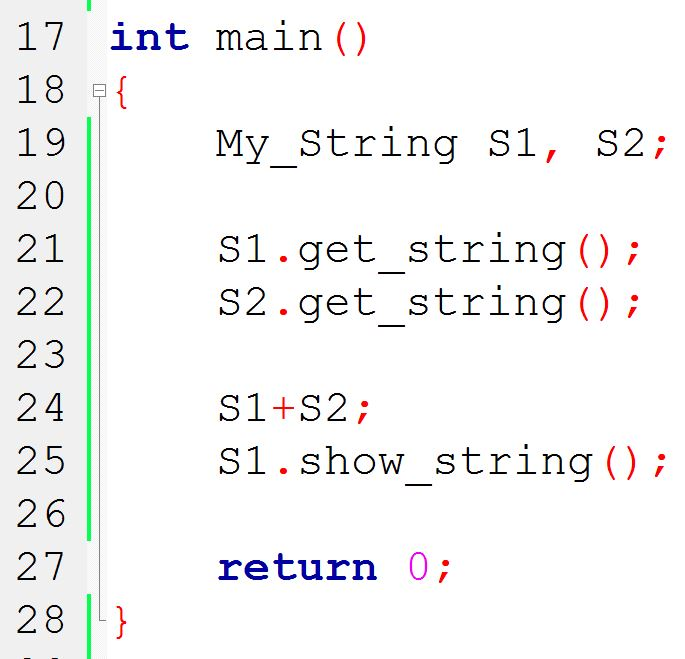 17 int main()
18 {
19 My_String S1, S2;
20
21 S1.get_string();
22 S2.get_string();
23
24 S1+S2;
25 S1.show_string();
26
27 return 0;
28 }